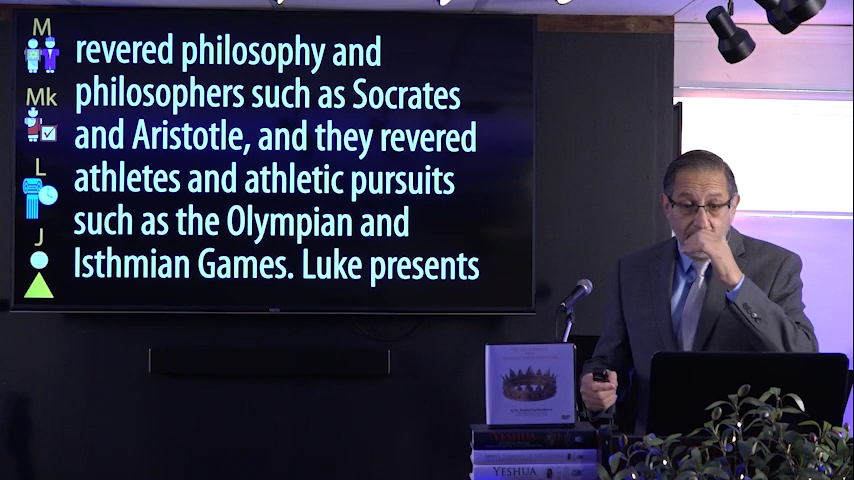 M
Mk
L
J
revered philosophy and
philosophers such as Socrates
and Aristotle, and they revered
athletes and athletic pursuits
such as the Olympian and
Isthmian Games. Luke presents
YESHUA
YESHUA